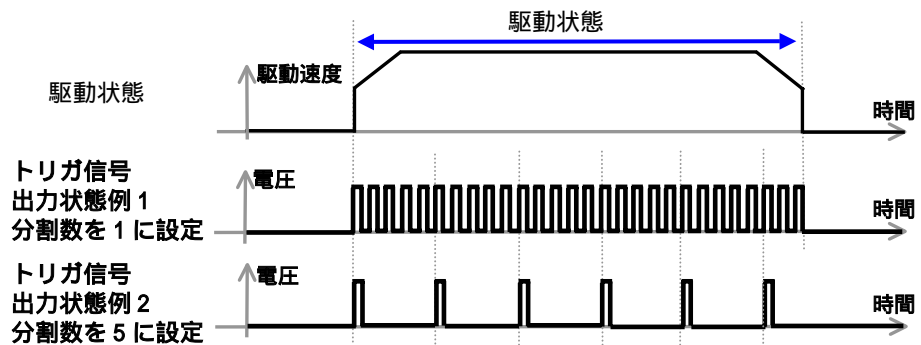 駆動状態
駆動速度
駆動状態
時間
トリガ信号
出力状態例 1
分割数を 1 に設定
電圧
時間
トリガ信号
出力状態例 2
分割数を 5 に設定
電圧
時間